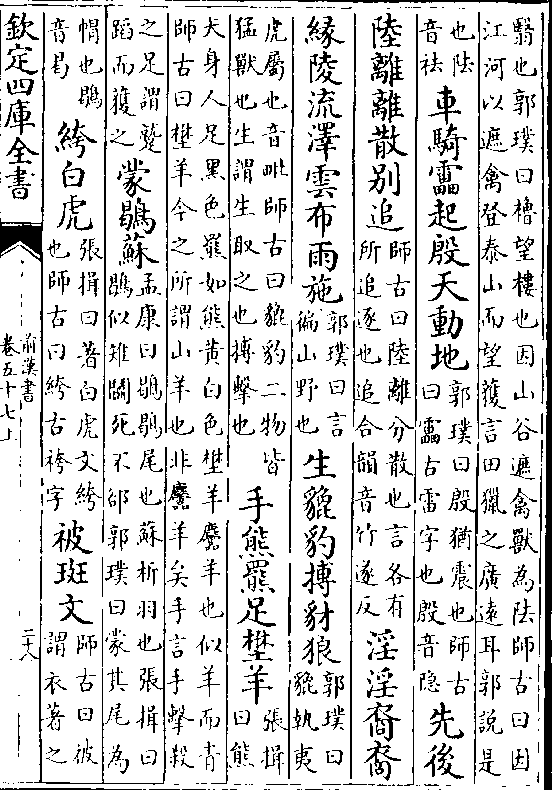 翳也郭璞曰櫓望樓也因山谷遮禽獸為阹師古曰因
江河以遮禽登泰山而望獲言田獵之廣遠耳郭説是
也阹
音袪
車騎靁起殷天動地
郭璞曰殷猶震也師古
曰靁古雷字也殷音隐
先後
陸離離散别追
師古曰陸離分散也言各有
所追逐也追合韻音竹遂反
淫淫裔裔
縁陵流澤雲布雨施
郭璞曰言
徧山野也
生貔豹搏豺狼
郭璞曰
貔執夷
虎屬也音毗師古曰貔豹二物皆
猛獸也生謂生取之也搏擊也
手熊羆足壄羊
張揖
曰熊
犬身人足黑色羆如熊黄白色壄羊麢羊也似羊而青
師古曰壄羊今之所謂山羊也非麢羊矣手言手擊殺
之足謂蹵
蹈而獲之
蒙鶡蘇
孟康曰鶡鶡尾也蘇析羽也張揖曰
鶡似雉鬭死不郤郭璞曰蒙其尾為
帽也鶡
音曷
絝白虎
張揖曰著白虎文絝
也師古曰絝古袴字
被斑文
師古曰被
謂衣著之
欽定四庫全書
前漢書
卷五十七上
二十八